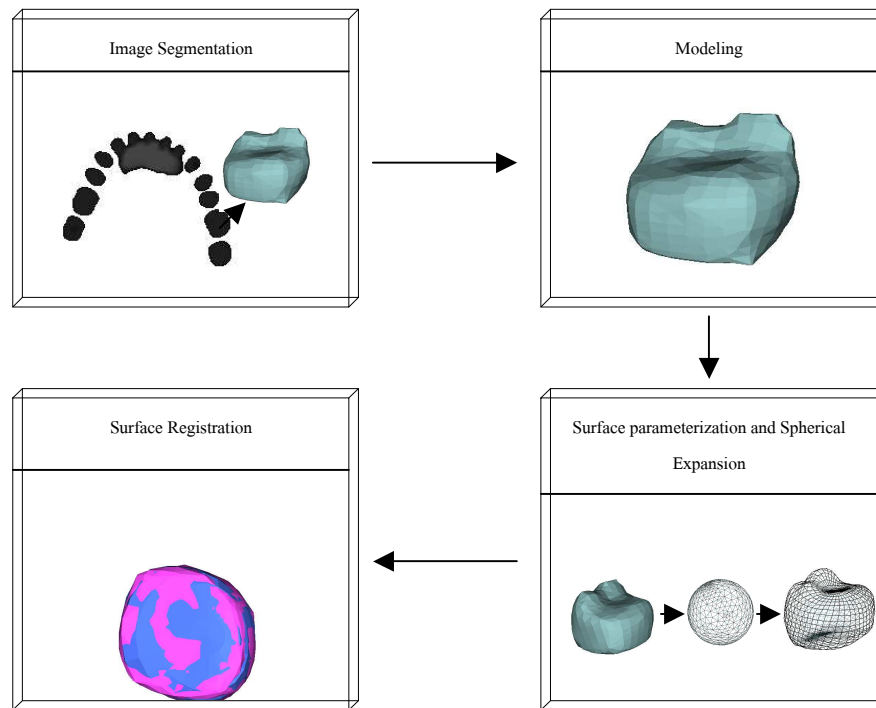 Image Segmentation
Modeling
Surface parameterization and Spherical
Expansion
Surface Registration